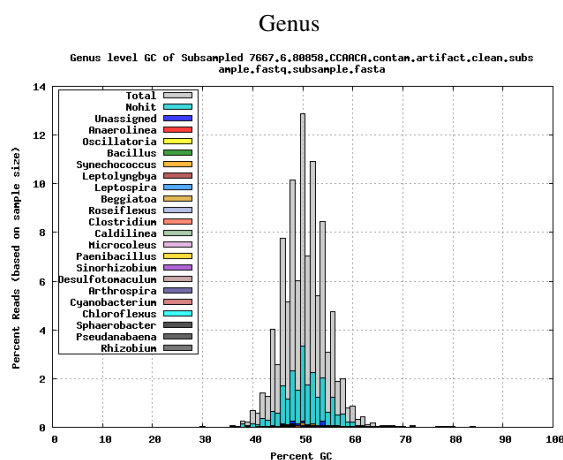 Genus
Genus level GC of Subsampled 7667.6.80858.CCAACA.contam.artifact.clean.subs
ample.fastq.subsample.fasta
Percent Reads (based on sample size)
14
12
10
8
6
4
2
0
Total
Nohit
Unassigned
Anaerolinea
Oscillatoria
Bacillus
Synechococcus
Leptolyngbya
Leptospira
Beggiatoa
Roseiflexus
Clostridium
Caldilinea
Microcoleus
Paenibacillus
Sinorhizobium
Desulfotomaculum
Arthrospira
Cyanobacterium
Chloroflexus
Sphaerobacter
Pseudanabaena
Rhizobium
0 10 20 30 40 50 60 70 80 90 100
Percent GC